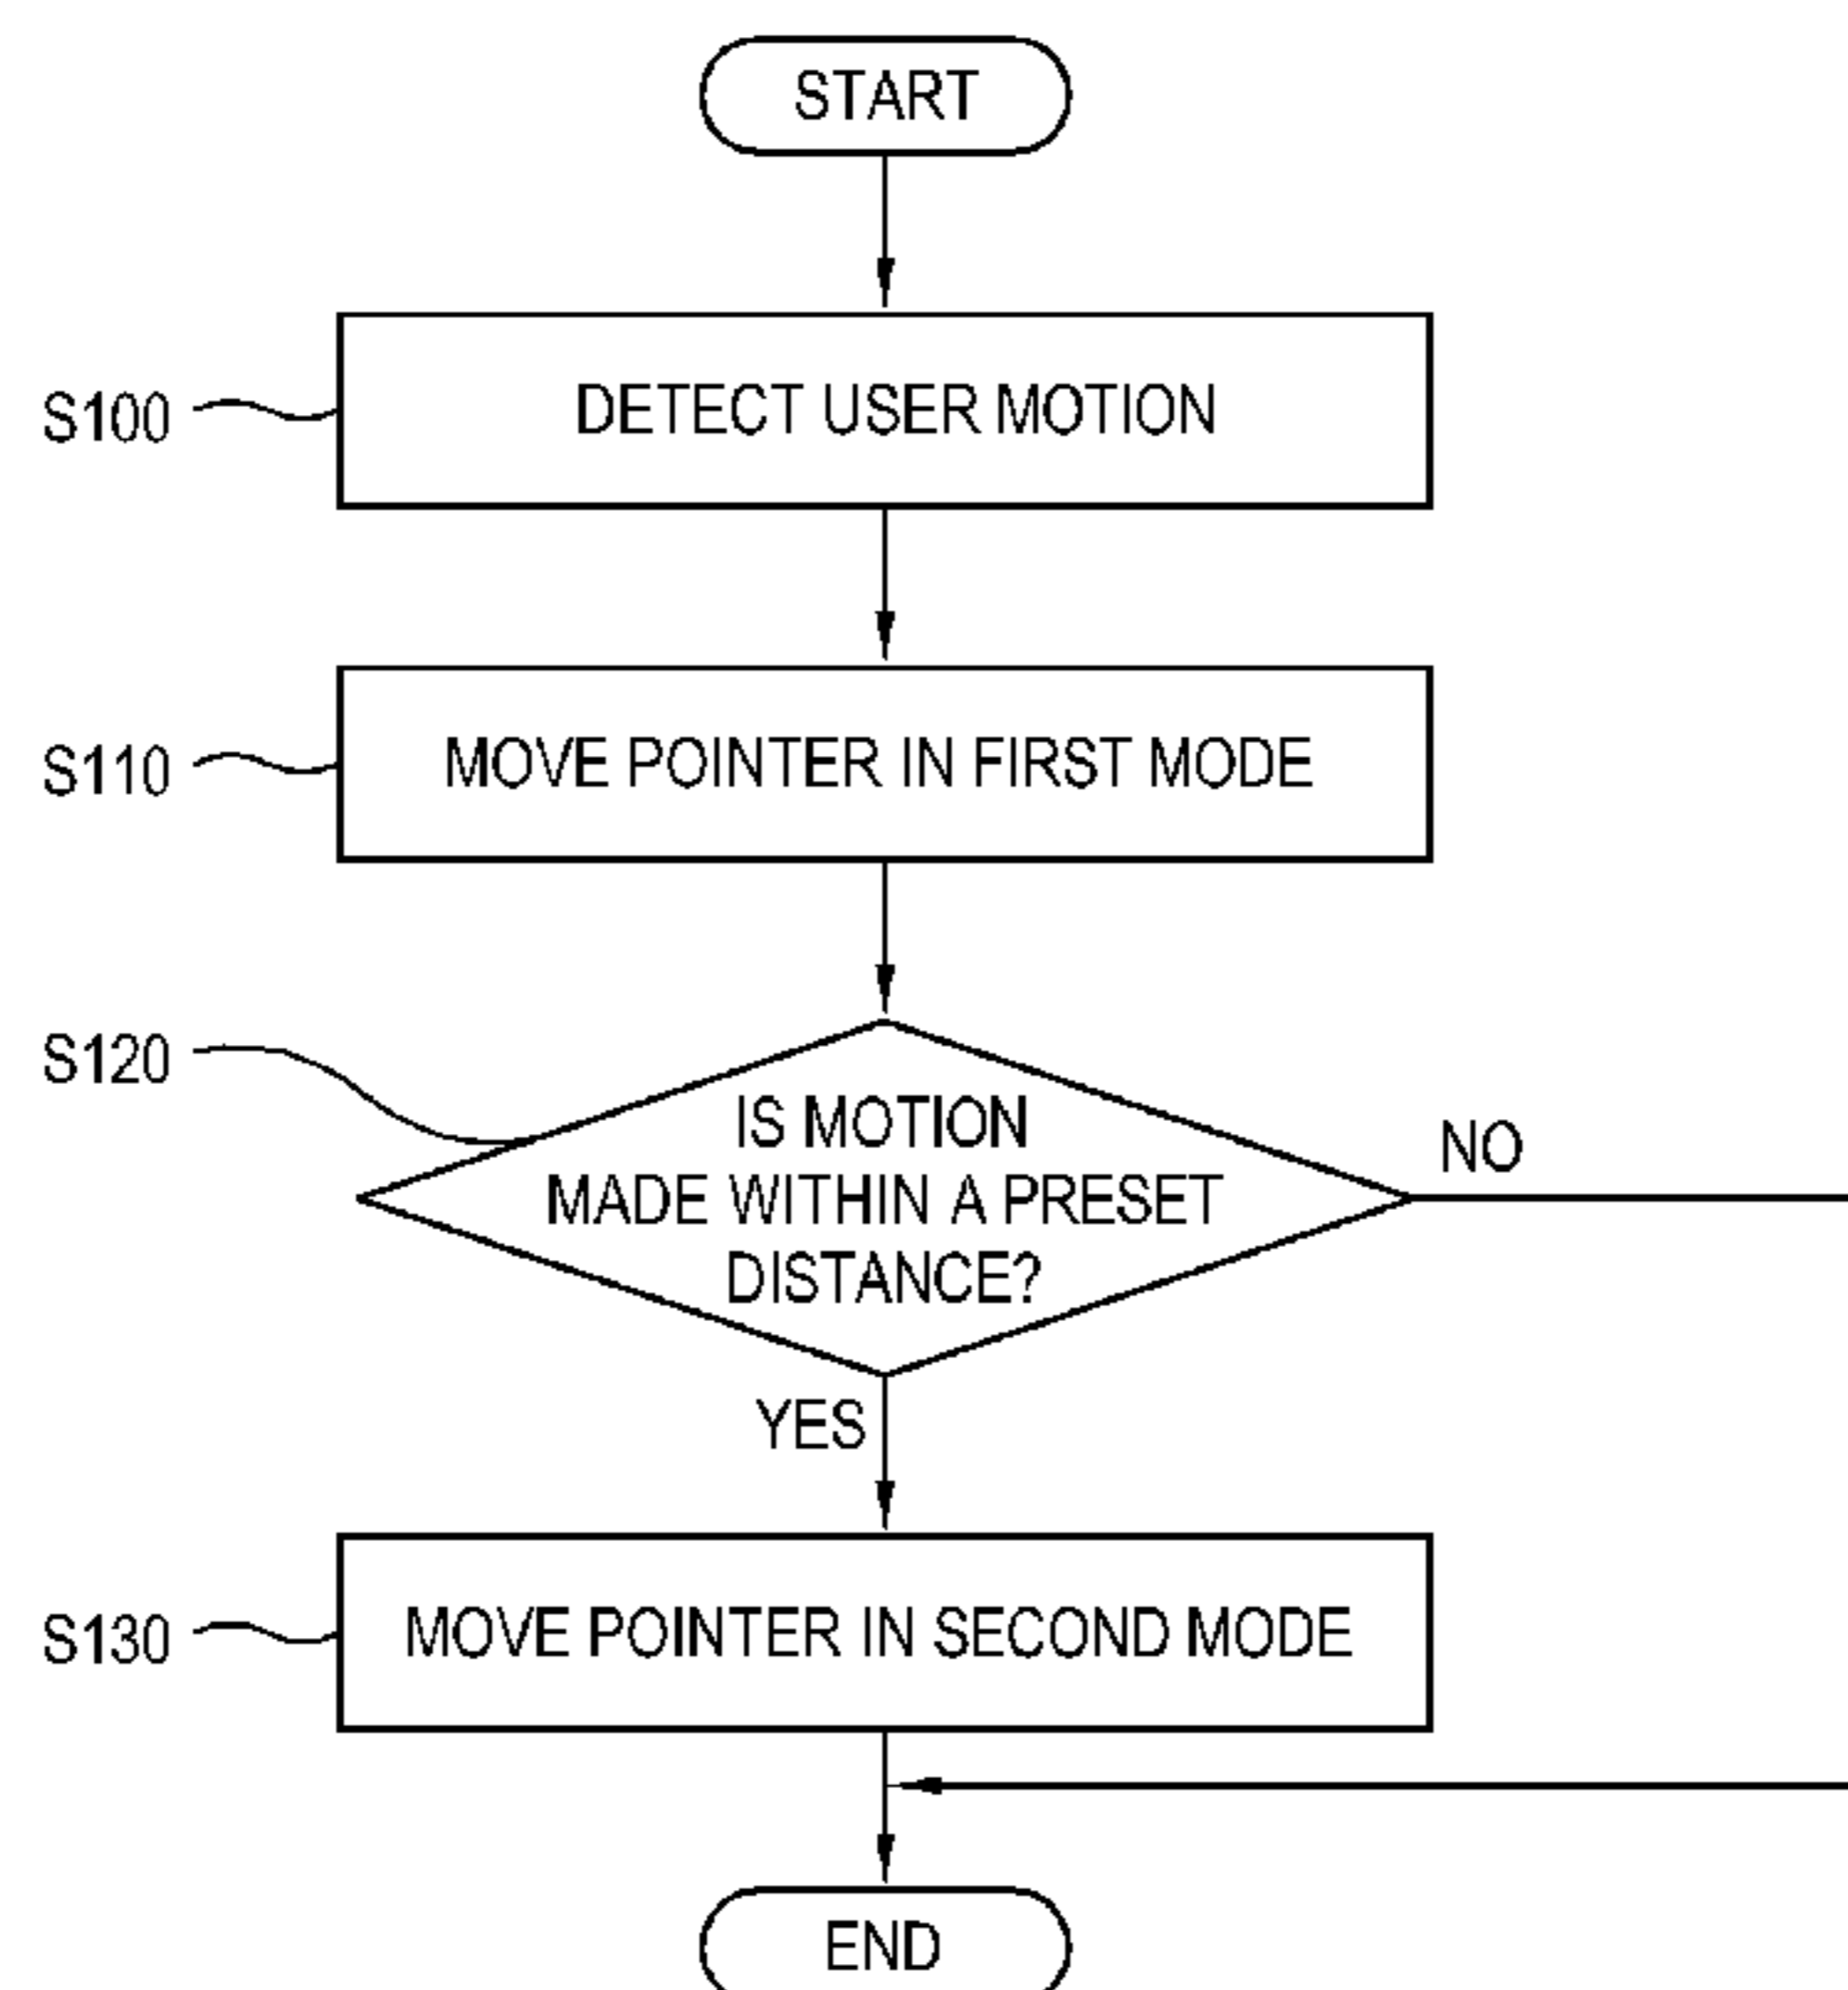 START
S100
DETECT USER MOTION
S110
MOVE POINTER IN FIRST MODE
S120
IS MOTION
MADE WITHIN A PRESET
DISTANCE?
NO
YES
S130
MOVE POINTER IN SECOND MODE
END